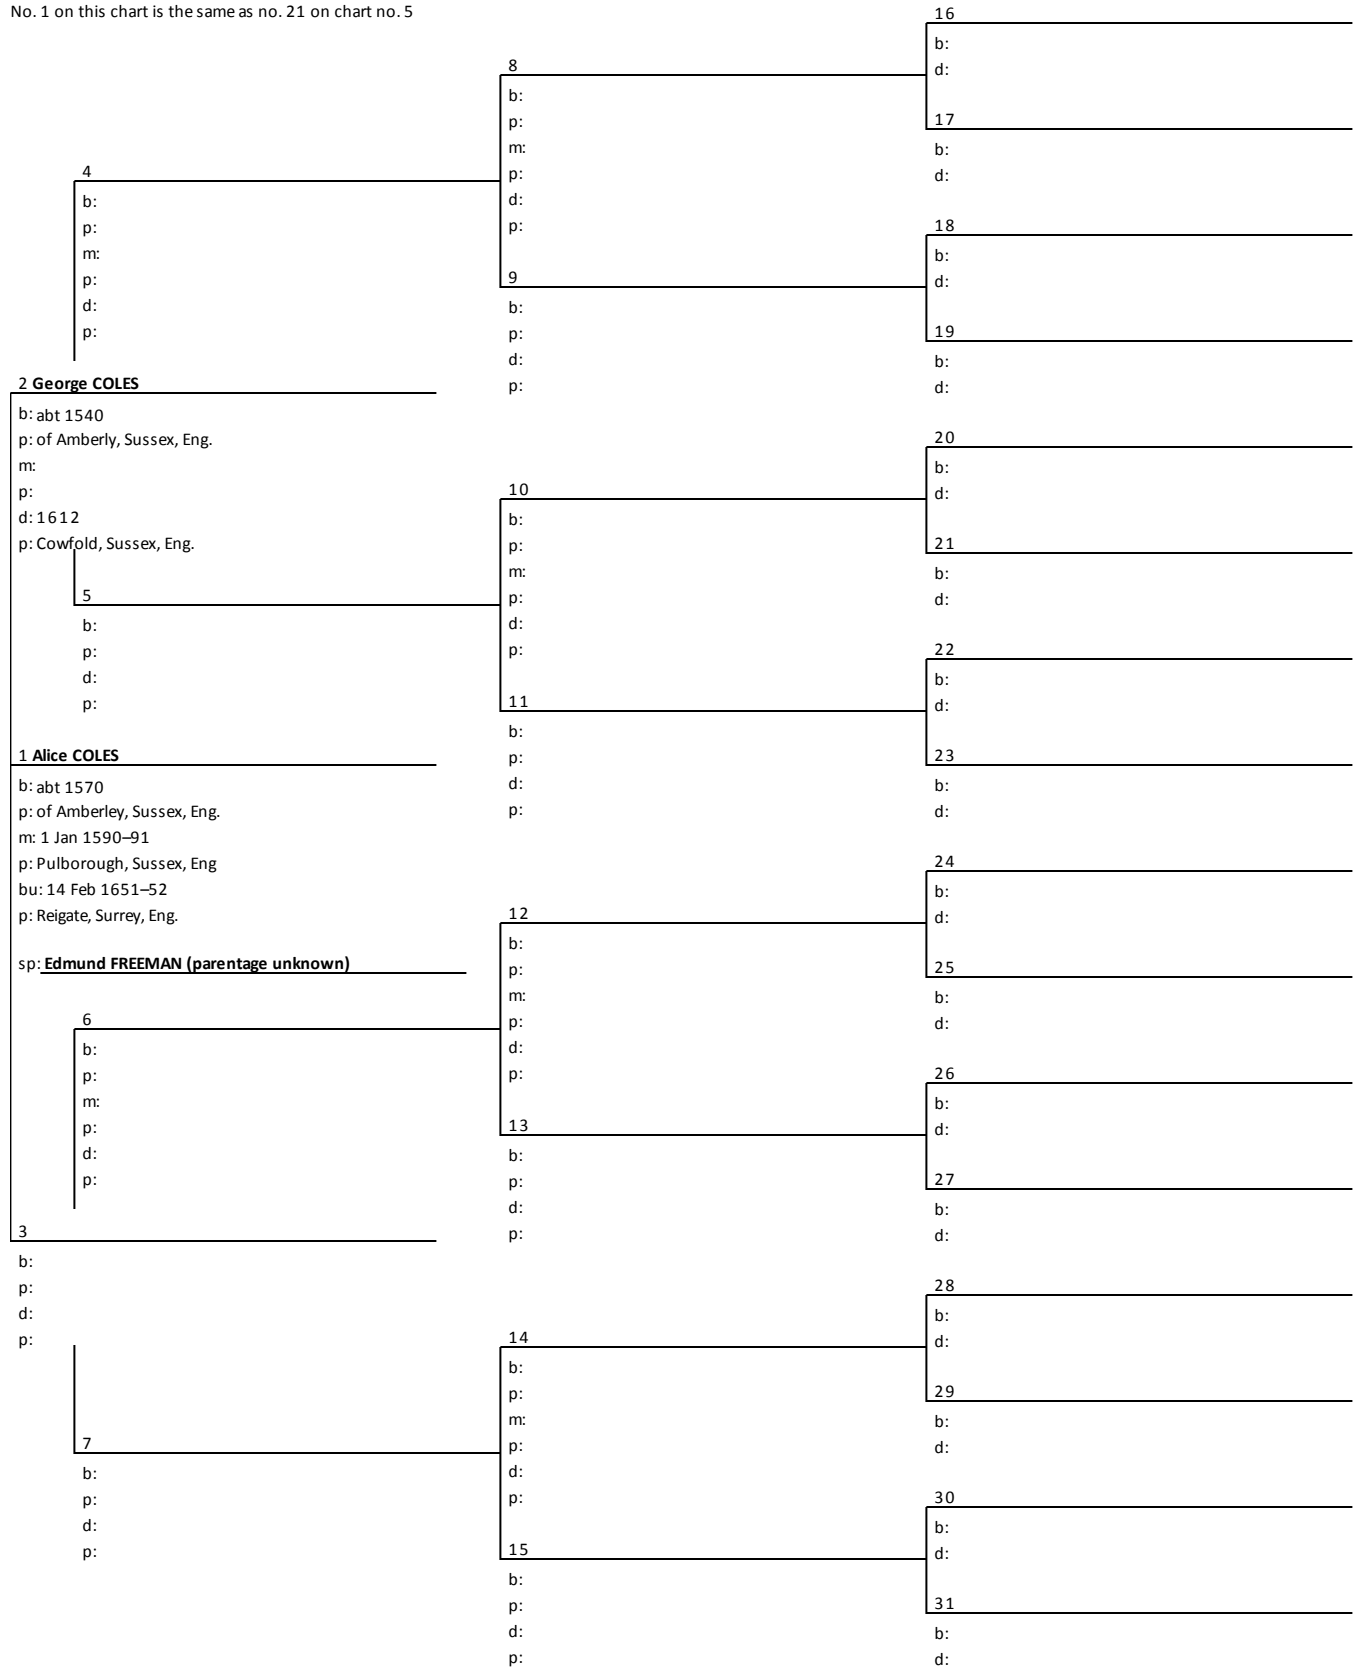 No. 1 on this chart is the same as no. 21 on chart no. 5
2 George COLES
b: abt 1540
p: of Amberly, Sussex, Eng.
m:
p:
d: 1612
p: Cowfold, Sussex, Eng.
1 Alice COLES
b: abt 1570
p: of Amberley, Sussex, Eng.
m: 1 Jan 1590–91
p: Pulborough, Sussex, Eng
bu: 14 Feb 1651–52
p: Reigate, Surrey, Eng.
sp: Edmund FREEMAN (parentage unknown)
3
b:
p:
d:
p:
4
b:
p:
m:
p:
d:
p:
5
b:
p:
d:
p:
6
b:
p:
m:
p:
d:
p:
7
b:
p:
d:
p:
8
b:
p:
m:
p:
d:
p:
9
b:
p:
d:
p:
10
b:
p:
m:
p:
d:
p:
11
b:
p:
d:
p:
12
b:
p:
m:
p:
d:
p:
13
b:
p:
d:
p:
14
b:
p:
m:
p:
d:
p:
15
b:
p:
d:
p:
16
b:
d:
17
b:
d:
18
b:
d:
19
b:
d:
20
b:
d:
21
b:
d:
22
b:
d:
23
b:
d:
24
b:
d:
25
b:
d:
26
b:
d:
27
b:
d:
28
b:
d:
29
b:
d:
30
b:
d:
31
b:
d: